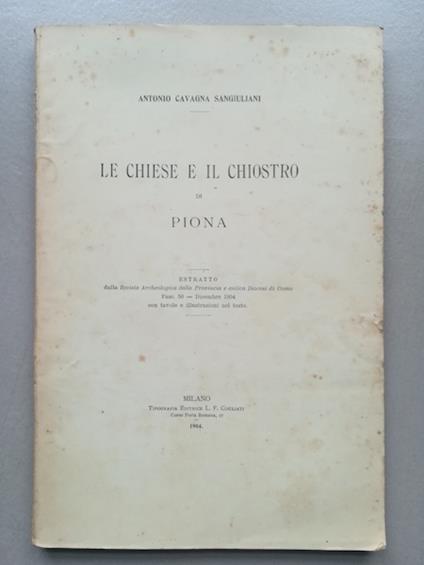 ANTONIO CAVAGNA SANGIULIANI
LE CHIESE E IL CHIOSTRO
DI
PIONA
ESTRATTO
dalla Rivista Archeologica della Provincia e antica Diocesi di Como
Fasc. 50 — Dicembre 1904
con tavole e illustrazioni nel testo.
MILANO
TIPOGRAFIA EDITRICE L. F. COGLIATI
Corso Porta Romana, 17
1904.